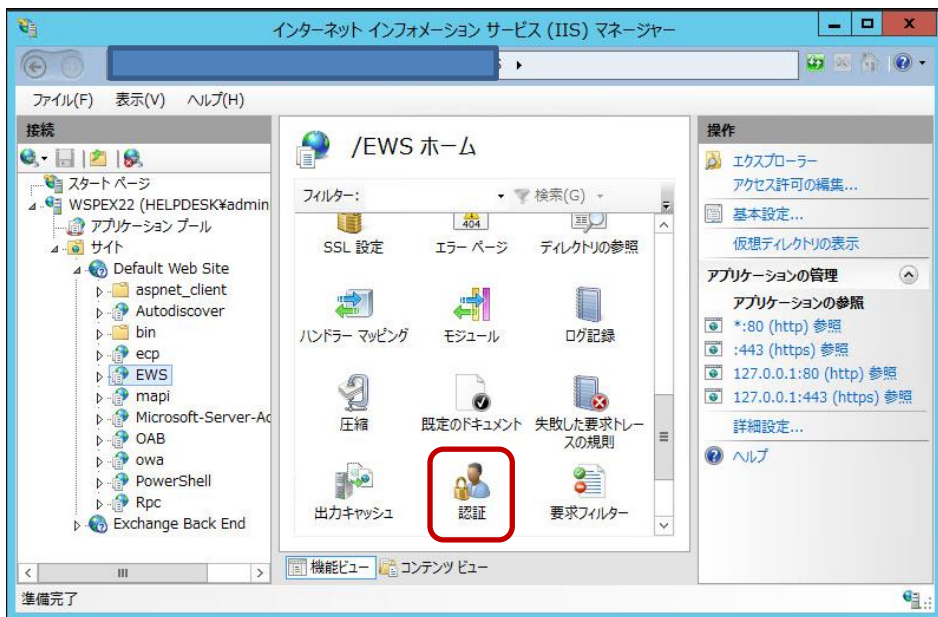 インターネット インフォメーション サービス (IIS) マネージャー
ファイル(F) 表示(V) ヘルプ(H)
接続
スタート ページ
WSPEX22 (HELPDESK¥admin
アプリケーション プール
サイト
Default Web Site
aspnet_client
Autodiscover
bin
ecp
EWS
mapi
Microsoft-Server-Ac
OAB
owa
PowerShell
Rpc
Exchange Back End
/EWS ホーム
フィルター: 検索(G)
SSL 設定 エラー ページ ディレクトリの参照
404
ハンドラー マッピング モジュール ログ記録
圧縮 既定のドキュメント 失敗した要求トレー
スの規則
出力キャッシュ 認証 要求フィルター
機能ビュー コンテンツ ビュー
操作
エクスプローラー
アクセス許可の編集...
基本設定...
仮想ディレクトリの表示
アプリケーションの管理
アプリケーションの参照
*:80 (http) 参照
:443 (https) 参照
127.0.0.1:80 (http) 参照
127.0.0.1:443 (https) 参照
詳細設定...
ヘルプ
準備完了